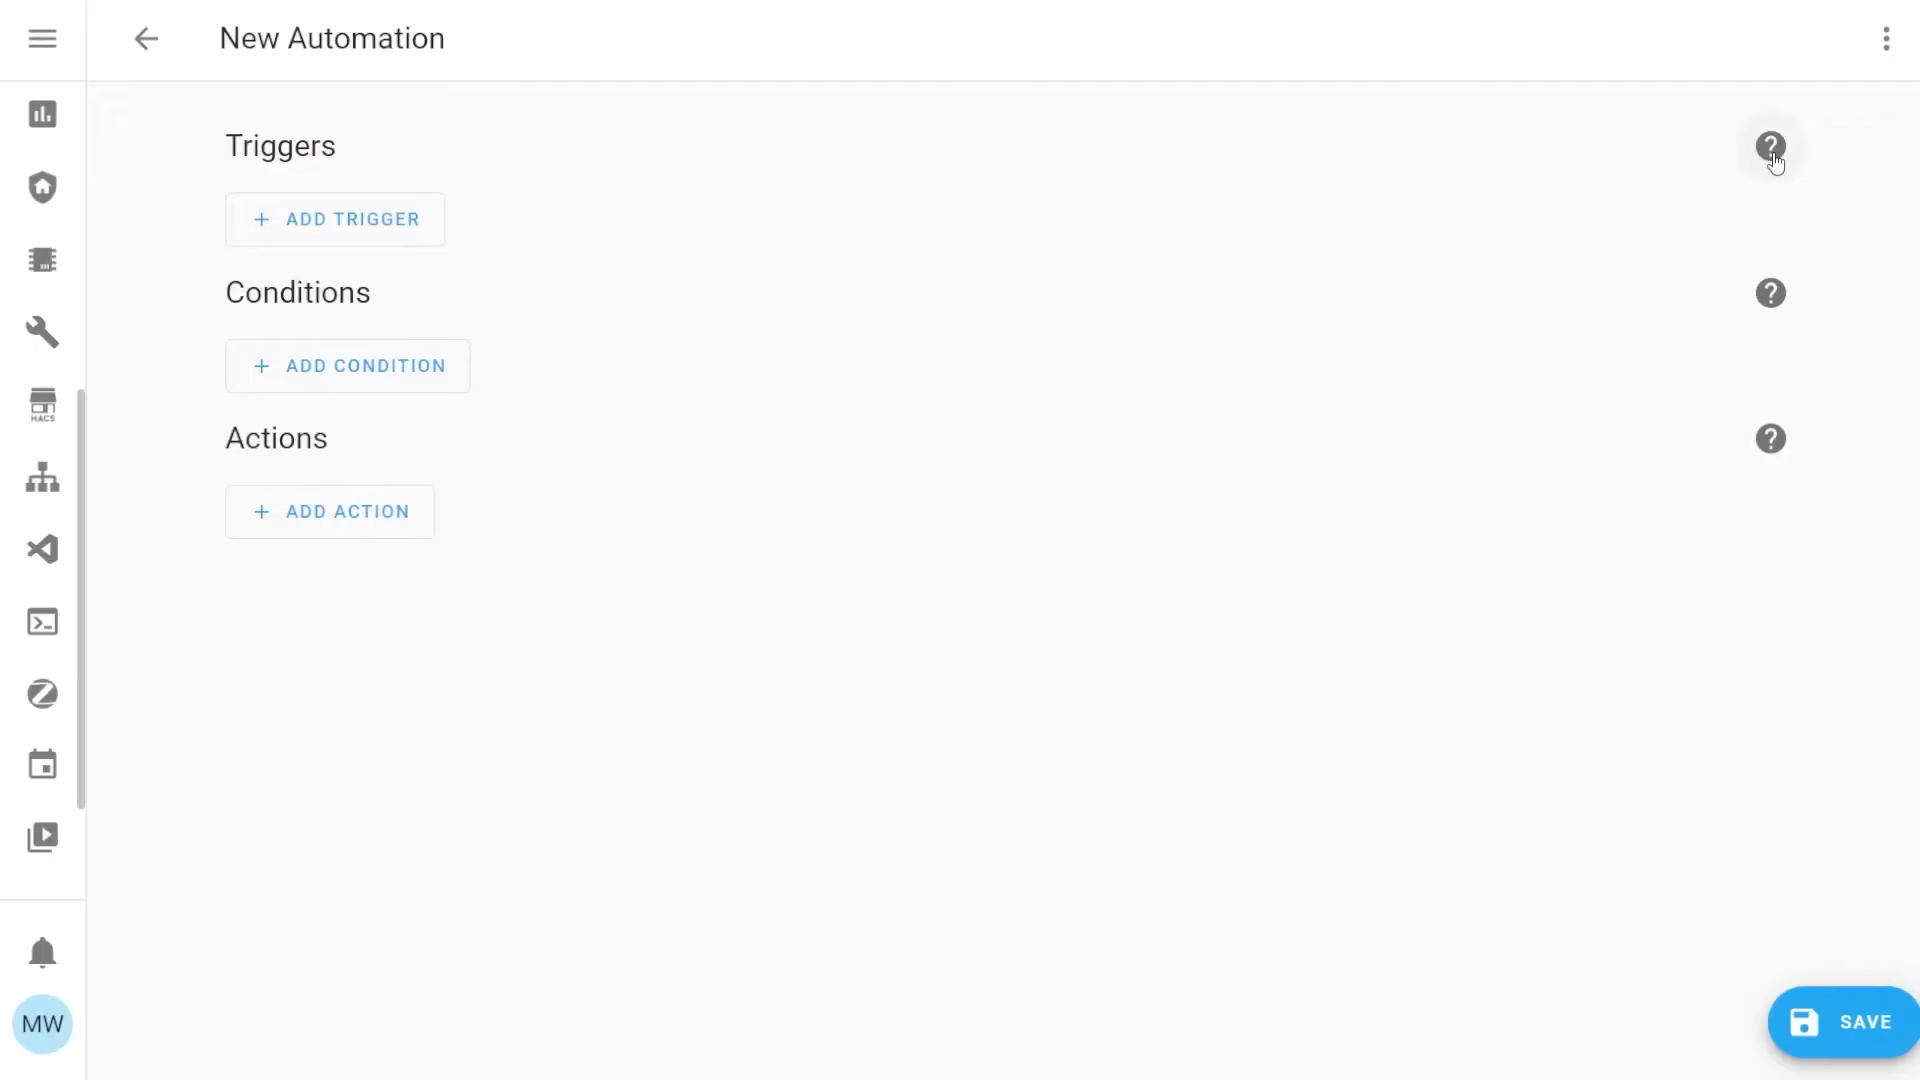 New Automation
Triggers
?
+ ADD TRIGGER
Conditions
?
+ ADD CONDITION
Actions
?
+ ADD ACTION
HACS
MW
SAVE